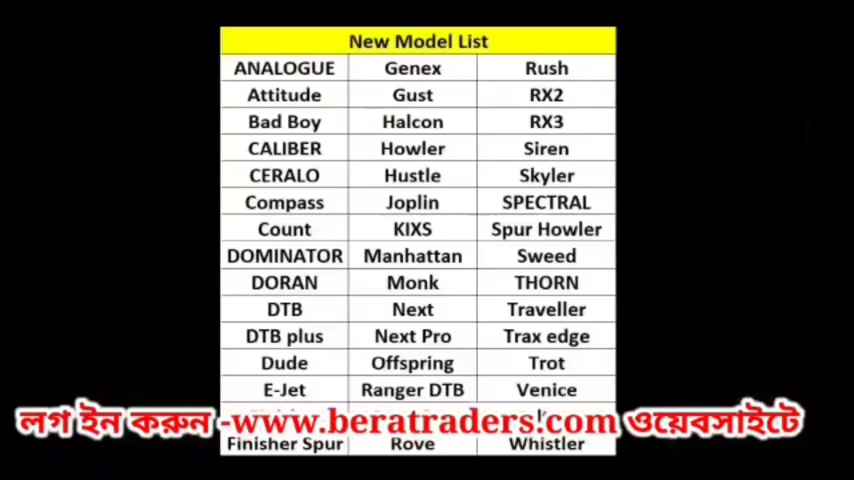 New Model List
ANALOGUE Genex Rush
Attitude Gust RX2
Bad Boy Halcon RX3
CALIBER Howler Siren
CERALO Hustle Skyler
Compass Joplin SPECTRAL
Count KIXS Spur Howler
DOMINATOR Manhattan Sweed
DORAN Monk THORN
DTB Next Traveller
DTB plus Next Pro Trax edge
Dude Offspring Trot
E-Jet Ranger DTB Venice
লগ ইন করুন -www.beratraders.com ওয়েবসাইটে
Finisher Spur Rove Whistler